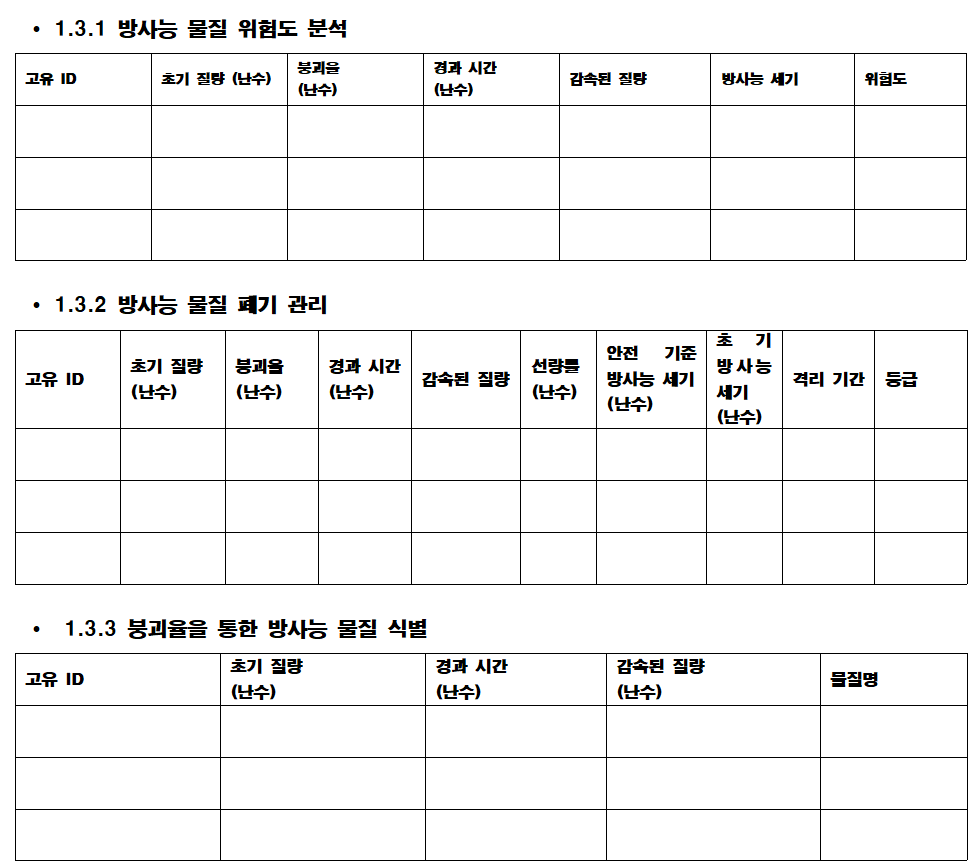 • 1.3.1 방사능 물질 위험도 분석
고유 ID
초기 질량 (난수)
붕괴율
(난수)
경과 시간
(난수)
감속된 질량
방사능 세기
위험도
• 1.3.2 방사능 물질 폐기 관리
고유 ID
초기 질량
(난수)
붕괴율
(난수)
경과 시간
(난수)
감속된 질량
선량률
(난수)
안전 기준
방사능 세기
(난수)
초 기
방사능
세기
(난수)
격리 기간
등급
• 1.3.3 붕괴율을 통한 방사능 물질 식별
고유 ID
초기 질량
(난수)
경과 시간
(난수)
감속된 질량
(난수)
물질명